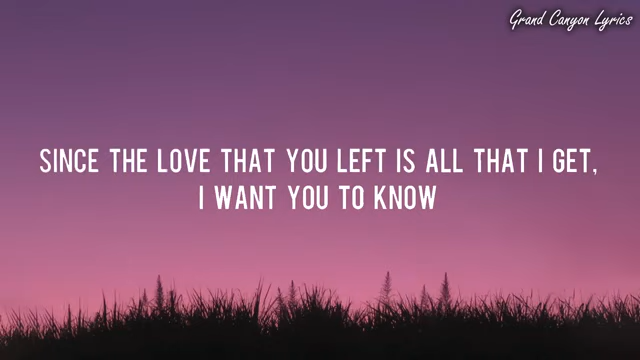 Grand Canyon Lyrics
SINCE THE LOVE THAT YOU LEFT IS ALL THAT I GET,
I WANT YOU TO KNOW